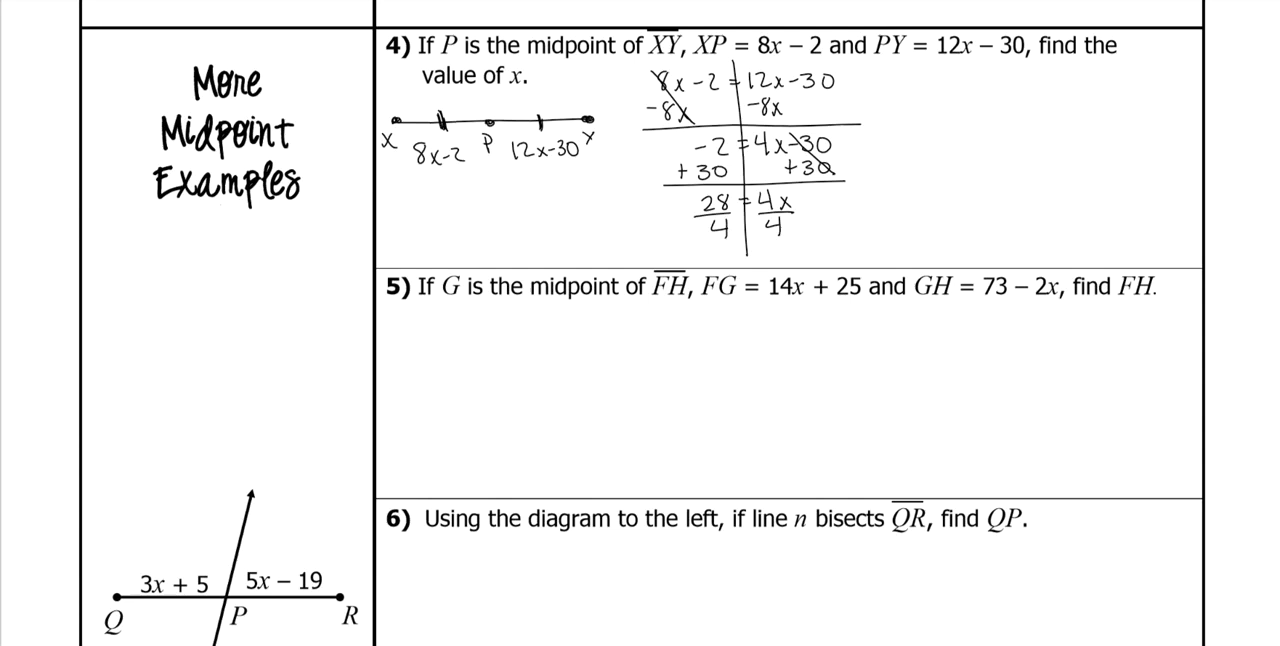 More
Midpoint
Examples
4) If P is the midpoint of XY, XP = 8x − 2 and PY = 12x − 30, find the
value of x.
X 8x-2 P 12x-30 Y
8x-2 = 12x-30
-8x -8x
-2 = 4x-30
+30 +30
28 = 4x
4 4
5) If G is the midpoint of FH, FG = 14x + 25 and GH = 73 − 2x, find FH.
6) Using the diagram to the left, if line n bisects QR, find QP.
3x + 5 5x − 19
Q P R